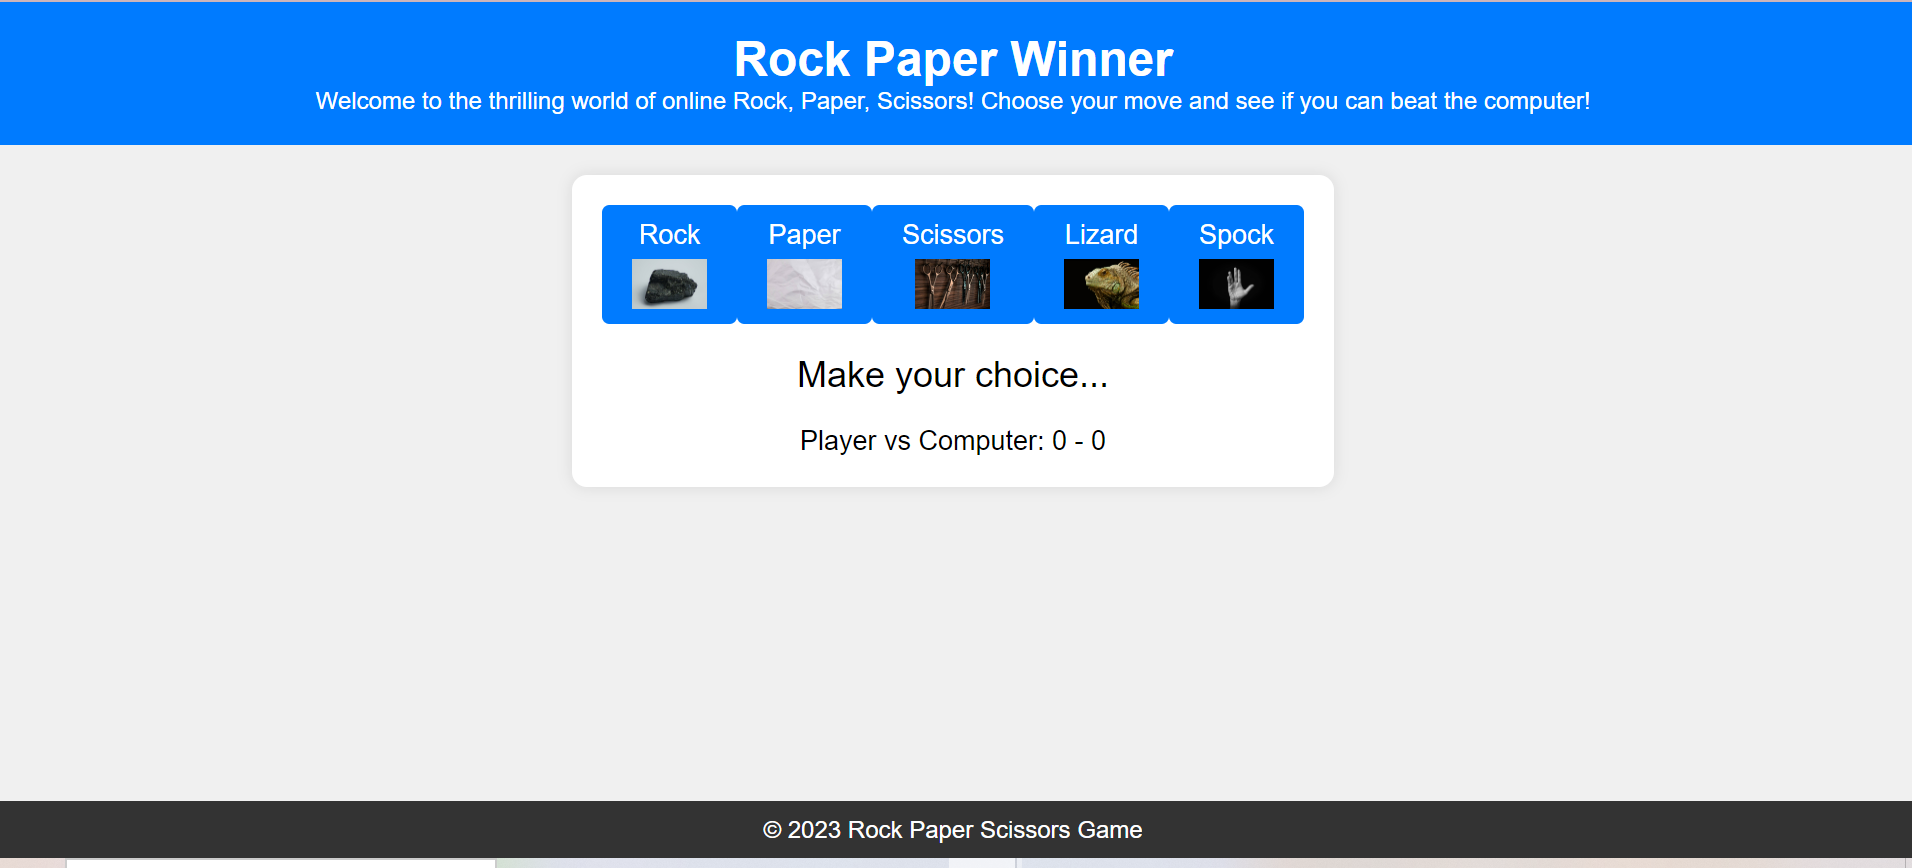 Rock Paper Winner
Welcome to the thrilling world of online Rock, Paper, Scissors! Choose your move and see if you can beat the computer!
Rock Paper Scissors Lizard Spock
Make your choice...
Player vs Computer: 0 - 0
© 2023 Rock Paper Scissors Game